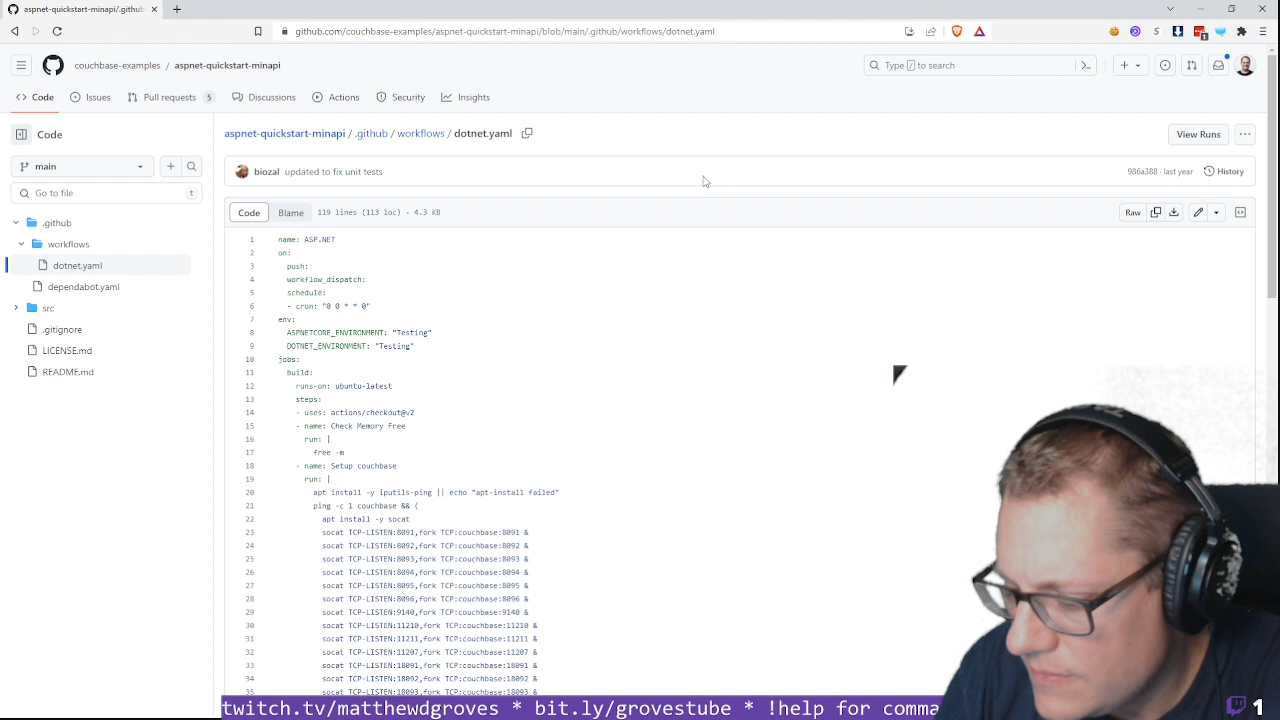 aspnet-quickstart-minapi/.github
github.com/couchbase-examples/aspnet-quickstart-minapi/blob/main/.github/workflows/dotnet.yaml
couchbase-examples / aspnet-quickstart-minapi
Type / to search
Code
Issues
Pull requests 5
Discussions
Actions
Security
Insights
Code
aspnet-quickstart-minapi / .github / workflows / dotnet.yaml
View Runs
main
biozal updated to fix unit tests
986a388 · last year
History
Go to file t
.github
workflows
dotnet.yaml
dependabot.yaml
src
.gitignore
LICENSE.md
README.md
Code
Blame
119 lines (113 loc) · 4.3 KB
Raw
1 name: ASP.NET
2 on:
3 push:
4 workflow_dispatch:
5 schedule:
6 - cron: "0 0 * * 0"
7 env:
8 ASPNETCORE_ENVIRONMENT: "Testing"
9 DOTNET_ENVIRONMENT: "Testing"
10 jobs:
11 build:
12 runs-on: ubuntu-latest
13 steps:
14 - uses: actions/checkout@v2
15 - name: Check Memory Free
16 run: |
17 free -m
18 - name: Setup couchbase
19 run: |
20 apt install -y iputils-ping || echo "apt-install failed"
21 ping -c 1 couchbase && (
22 apt install -y socat
23 socat TCP-LISTEN:8091,fork TCP:couchbase:8091 &
24 socat TCP-LISTEN:8092,fork TCP:couchbase:8092 &
25 socat TCP-LISTEN:8093,fork TCP:couchbase:8093 &
26 socat TCP-LISTEN:8094,fork TCP:couchbase:8094 &
27 socat TCP-LISTEN:8095,fork TCP:couchbase:8095 &
28 socat TCP-LISTEN:8096,fork TCP:couchbase:8096 &
29 socat TCP-LISTEN:9140,fork TCP:couchbase:9140 &
30 socat TCP-LISTEN:11210,fork TCP:couchbase:11210 &
31 socat TCP-LISTEN:11211,fork TCP:couchbase:11211 &
32 socat TCP-LISTEN:11207,fork TCP:couchbase:11207 &
33 socat TCP-LISTEN:18091,fork TCP:couchbase:18091 &
34 socat TCP-LISTEN:18092,fork TCP:couchbase:18092 &
35 socat TCP-LISTEN:18093,fork TCP:couchbase:18093 &
twitch.tv/matthewdgroves * bit.ly/grovestube * !help for comma
1